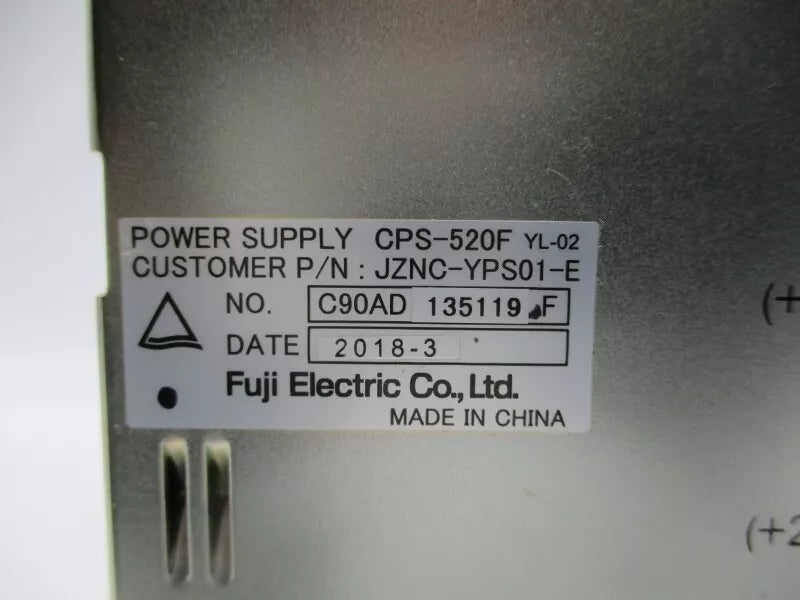 POWER SUPPLY CPS-520F YL-02
CUSTOMER P/N : JZNC-YPS01-E
NO. C90AD 135119 F
DATE 2018-3
Fuji Electric Co., Ltd.
MADE IN CHINA
(+
(+2